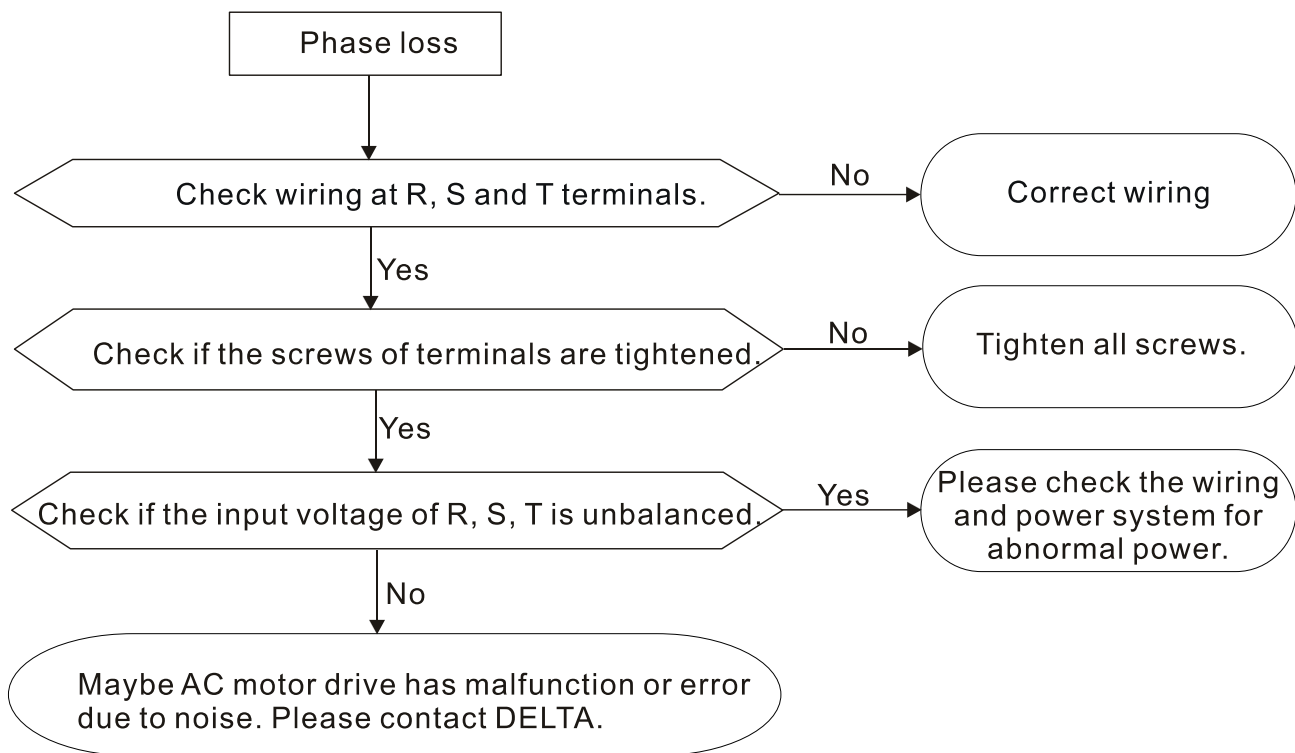 Phase loss
Check wiring at R, S and T terminals.
No
Correct wiring
Yes
Check if the screws of terminals are tightened.
No
Tighten all screws.
Yes
Check if the input voltage of R, S, T is unbalanced.
Yes
Please check the wiring
and power system for
abnormal power.
No
Maybe AC motor drive has malfunction or error
due to noise. Please contact DELTA.